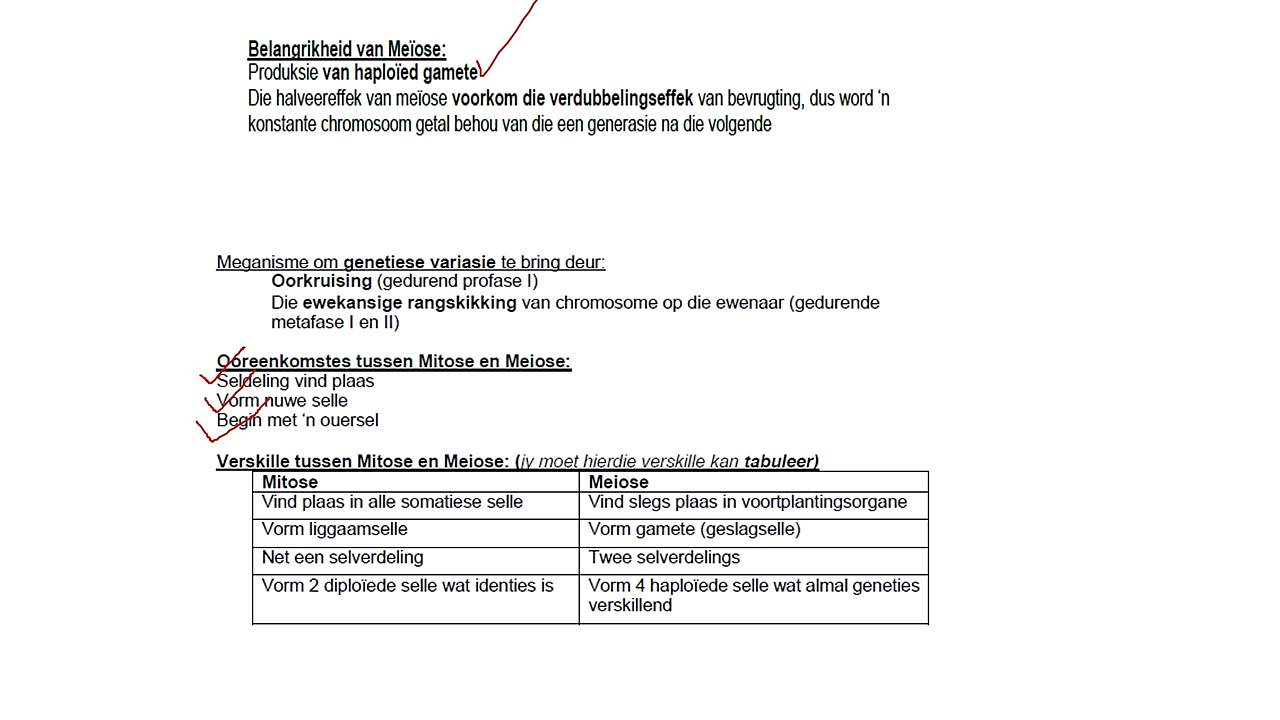 Belangrikheid van Meïose:
Produksie van haploïed gamete
Die halveereffek van meïose voorkom die verdubbelingseffek van bevrugting, dus word ‘n
konstante chromosoom getal behou van die een generasie na die volgende
Meganisme om genetiese variasie te bring deur:
Oorkruising (gedurend profase I)
Die ewekansige rangskikking van chromosome op die ewenaar (gedurende
metafase I en II)
Ooreenkomstes tussen Mitose en Meiose:
Seldeling vind plaas
Vorm nuwe selle
Begin met ‘n ouersel
Verskille tussen Mitose en Meiose: (jy moet hierdie verskille kan tabuleer)
Mitose Meiose
Vind plaas in alle somatiese selle Vind slegs plaas in voortplantingsorgane
Vorm liggaamselle Vorm gamete (geslagselle)
Net een selverdeling Twee selverdelings
Vorm 2 diploïede selle wat identies is Vorm 4 haploïede selle wat almal geneties
verskillend